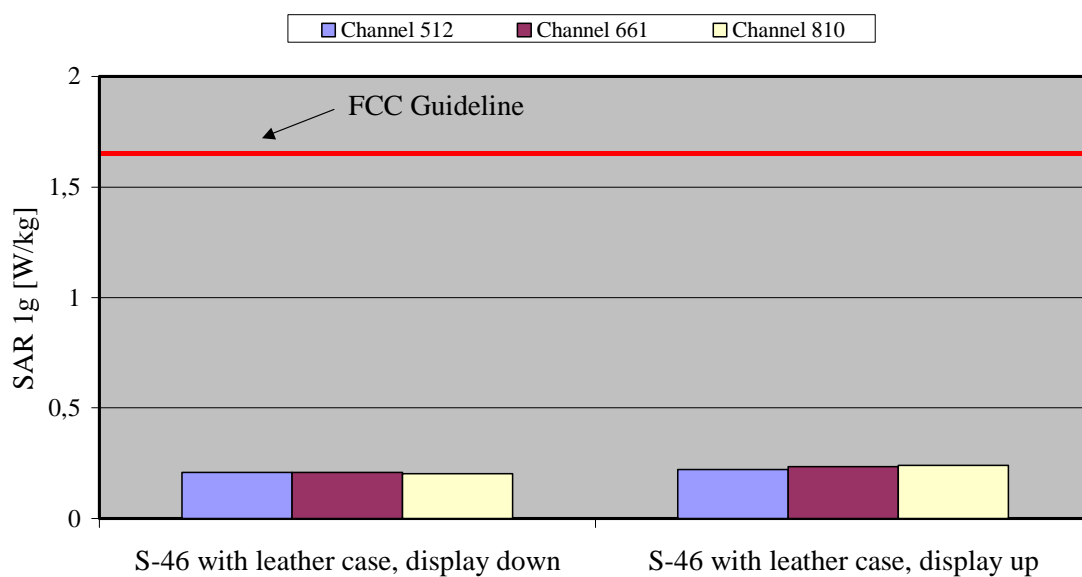 Channel 512 Channel 661 Channel 810
2
FCC Guideline
1,5
1
0,5
0
SAR 1g [W/kg]
S-46 with leather case, display down
S-46 with leather case, display up